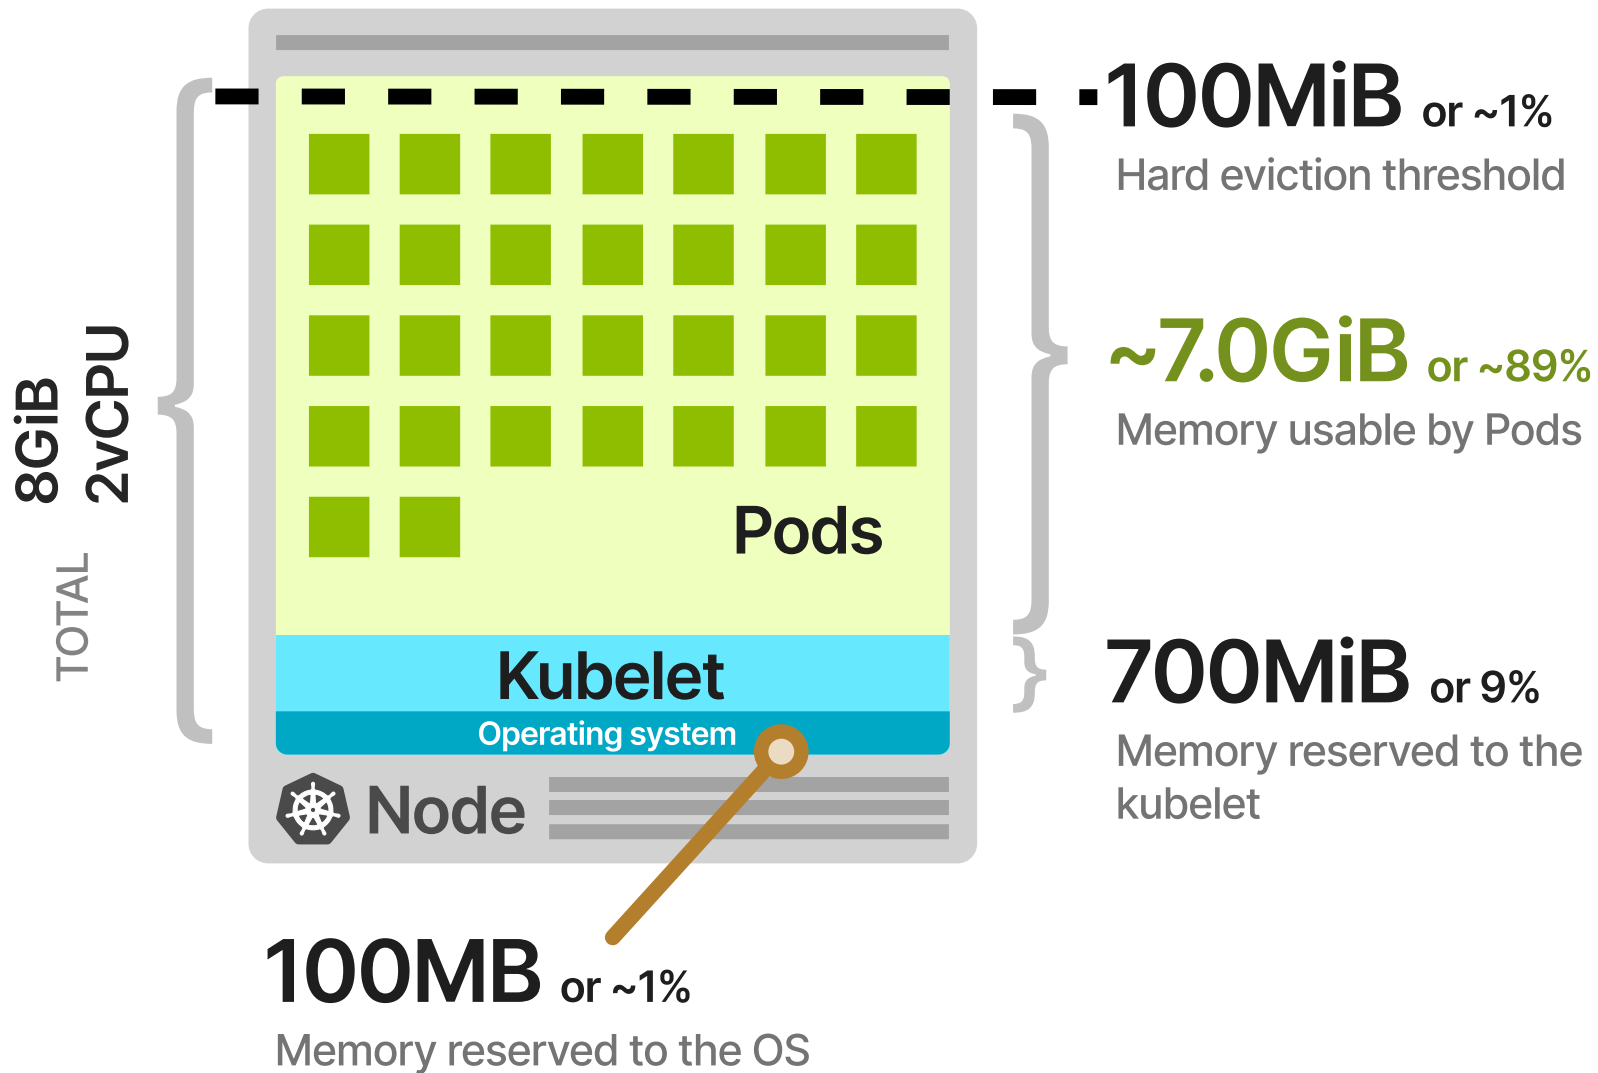 8GiB
2vCPU
TOTAL
100MiB or ~1%
Hard eviction threshold
~7.0GiB or ~89%
Memory usable by Pods
Pods
Kubelet
Operating system
700MiB or 9%
Memory reserved to the
kubelet
Node
100MB or ~1%
Memory reserved to the OS